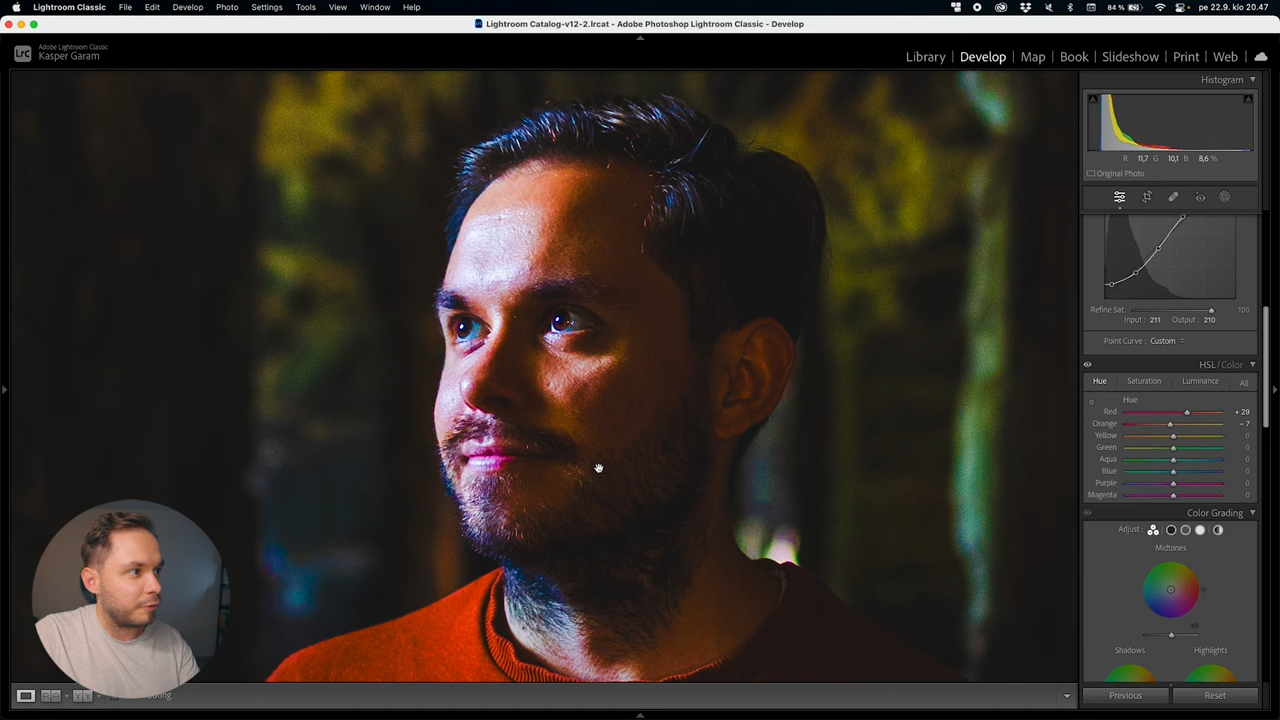 Lightroom Classic File Edit Develop Photo Settings Tools View Window Help 84 % pe 22.9. klo 20.47
Lightroom Catalog-v12-2.lrcat - Adobe Photoshop Lightroom Classic - Develop
LrC Adobe Lightroom Classic
Kasper Garam
Library | Develop | Map | Book | Slideshow | Print | Web
Histogram
R 11,7 G 10,1 B 8,6 %
Original Photo
Refine Sat. 100
Input : 211 Output : 210
Point Curve : Custom
HSL / Color
Hue Saturation Luminance All
Hue
Red + 29
Orange - 7
Yellow 0
Green 0
Aqua 0
Blue 0
Purple 0
Magenta 0
Color Grading
Adjust :
Midtones
Shadows Highlights
Previous Reset